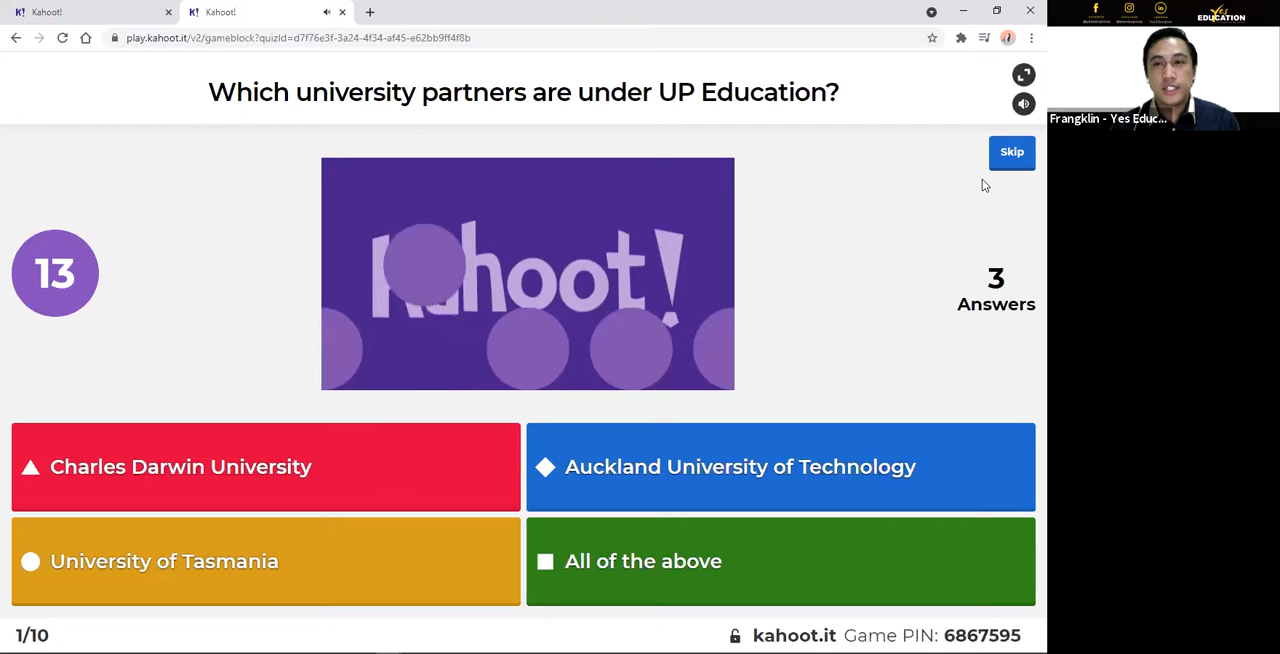 Kahoot!
Kahoot!
play.kahoot.it/v2/gameblock?quizId=d7f76e3f-3a24-4f34-af45-e62bb9ff4f8b
Yes
EDUCATION
Which university partners are under UP Education?
Frangklin - Yes Educ...
Skip
13
Kahoot!
3
Answers
Charles Darwin University
Auckland University of Technology
University of Tasmania
All of the above
1/10
kahoot.it Game PIN: 6867595